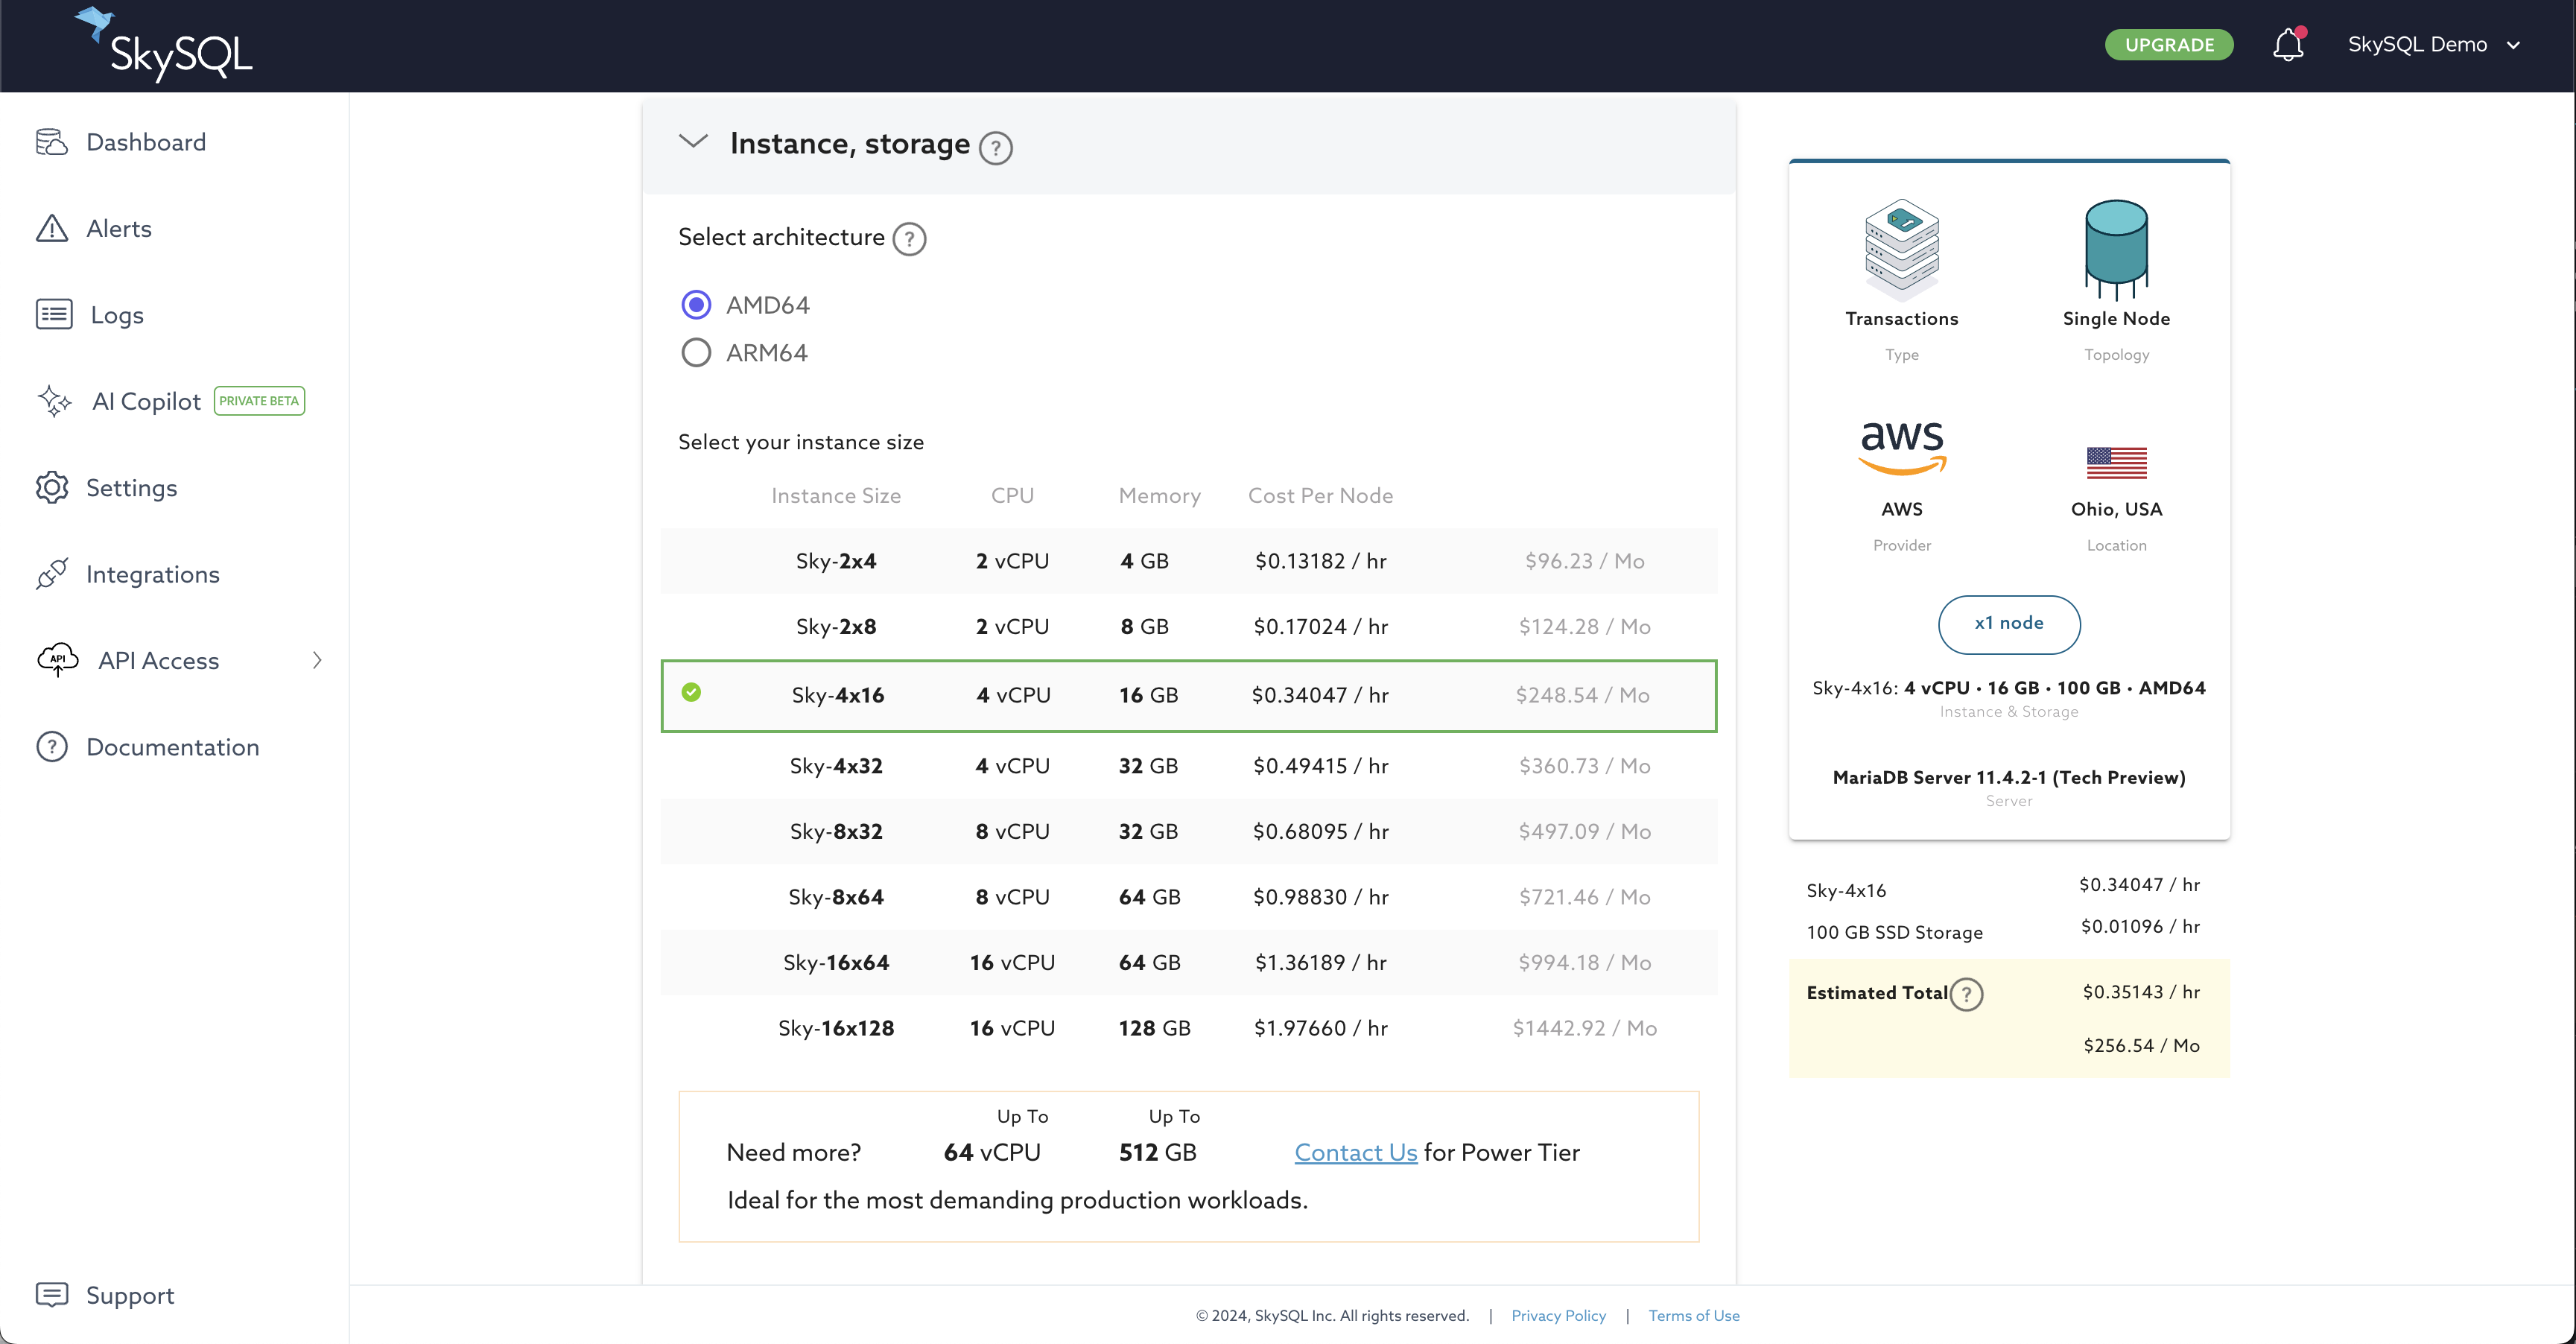 SkySQL
UPGRADE
SkySQL Demo
Dashboard
Alerts
Logs
AI Copilot PRIVATE BETA
Settings
Integrations
API API Access
? Documentation
Support
Instance, storage ?
Select architecture ?
AMD64
ARM64
Select your instance size
Instance Size CPU Memory Cost Per Node
Sky-2x4 2 vCPU 4 GB $0.13182 / hr $96.23 / Mo
Sky-2x8 2 vCPU 8 GB $0.17024 / hr $124.28 / Mo
Sky-4x16 4 vCPU 16 GB $0.34047 / hr $248.54 / Mo
Sky-4x32 4 vCPU 32 GB $0.49415 / hr $360.73 / Mo
Sky-8x32 8 vCPU 32 GB $0.68095 / hr $497.09 / Mo
Sky-8x64 8 vCPU 64 GB $0.98830 / hr $721.46 / Mo
Sky-16x64 16 vCPU 64 GB $1.36189 / hr $994.18 / Mo
Sky-16x128 16 vCPU 128 GB $1.97660 / hr $1442.92 / Mo
Up To Up To
Need more? 64 vCPU 512 GB Contact Us for Power Tier
Ideal for the most demanding production workloads.
Transactions Single Node
Type Topology
aws
AWS Ohio, USA
Provider Location
x1 node
Sky-4x16: 4 vCPU • 16 GB • 100 GB • AMD64
Instance & Storage
MariaDB Server 11.4.2-1 (Tech Preview)
Server
Sky-4x16 $0.34047 / hr
100 GB SSD Storage $0.01096 / hr
Estimated Total ? $0.35143 / hr
$256.54 / Mo
© 2024, SkySQL Inc. All rights reserved. | Privacy Policy | Terms of Use